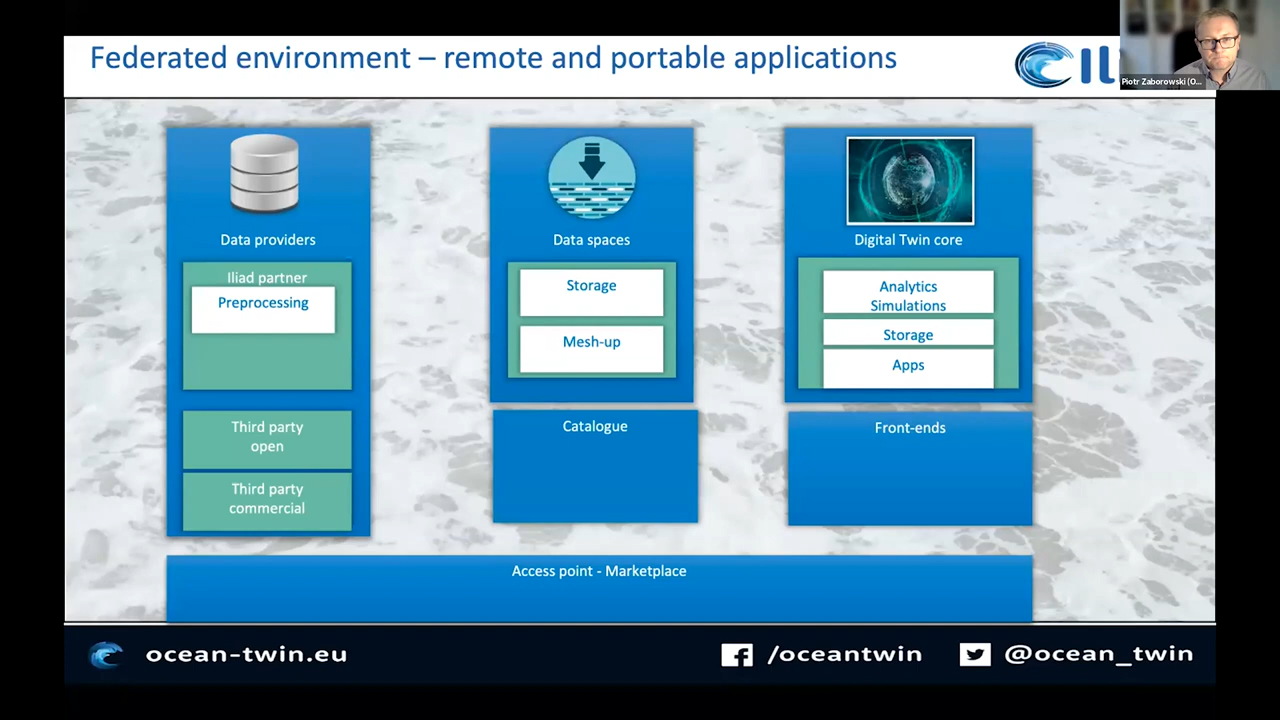 Federated environment – remote and portable applications
Piotr Zaborowski (O...
Data providers
Iliad partner
Preprocessing
Third party
open
Third party
commercial
Data spaces
Storage
Mesh-up
Catalogue
Digital Twin core
Analytics
Simulations
Storage
Apps
Front-ends
Access point - Marketplace
ocean-twin.eu
/oceantwin
@ocean_twin